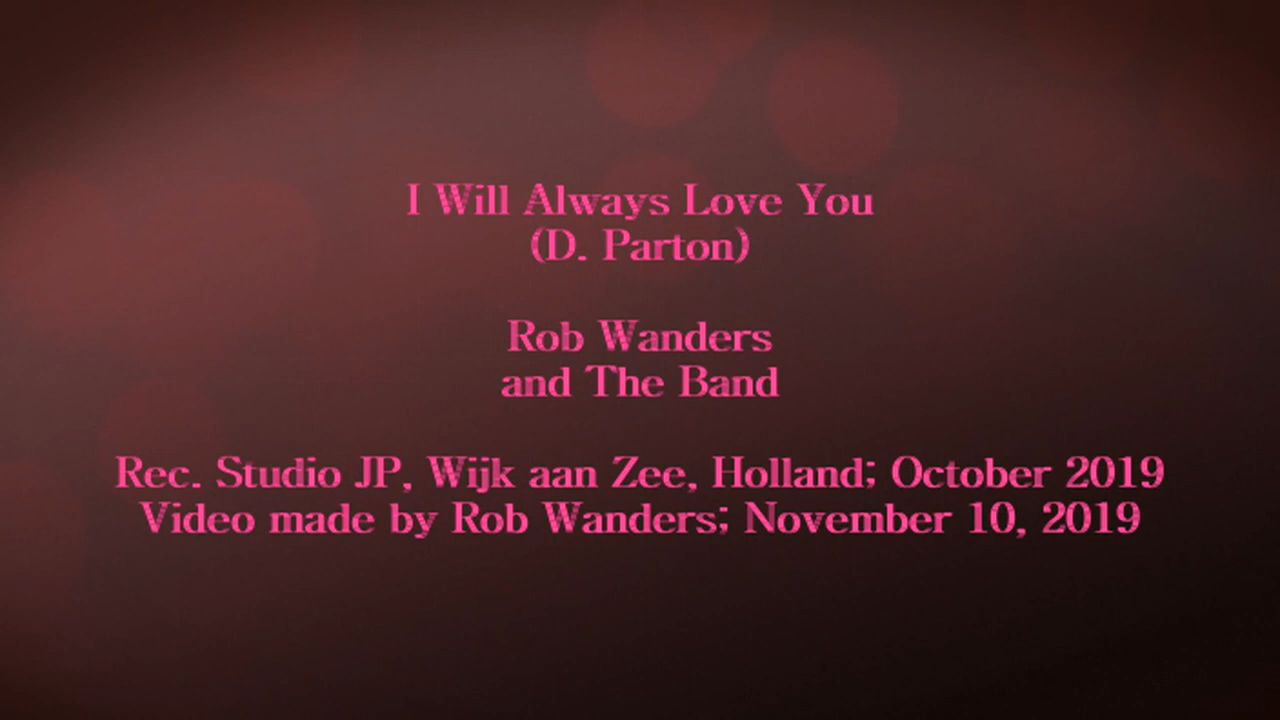 I Will Always Love You
(D. Parton)
Rob Wanders
and The Band
Rec. Studio JP, Wijk aan Zee, Holland; October 2019
Video made by Rob Wanders; November 10, 2019